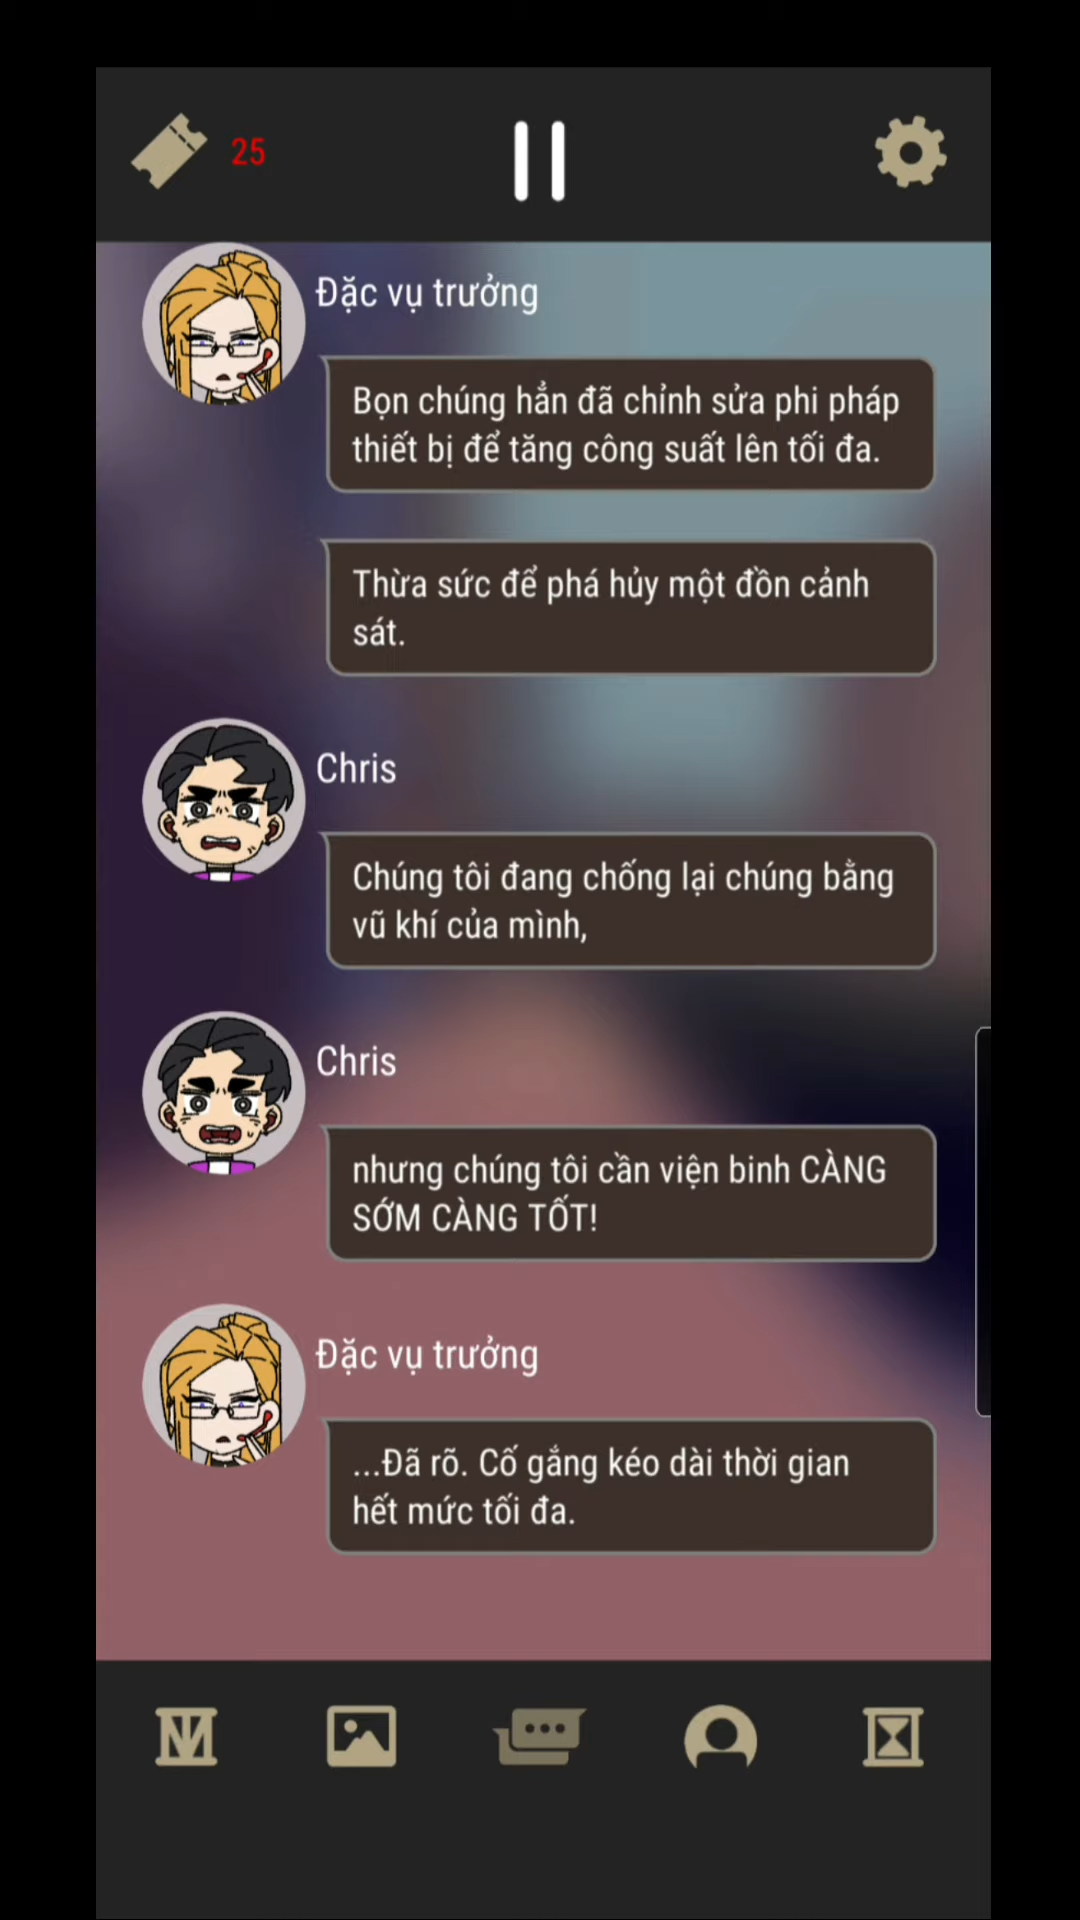 25
Đặc vụ trưởng
Bọn chúng hẳn đã chỉnh sửa phi pháp
thiết bị để tăng công suất lên tối đa.
Thừa sức để phá hủy một đồn cảnh
sát.
Chris
Chúng tôi đang chống lại chúng bằng
vũ khí của mình,
Chris
nhưng chúng tôi cần viện binh CÀNG
SỚM CÀNG TỐT!
Đặc vụ trưởng
...Đã rõ. Cố gắng kéo dài thời gian
hết mức tối đa.